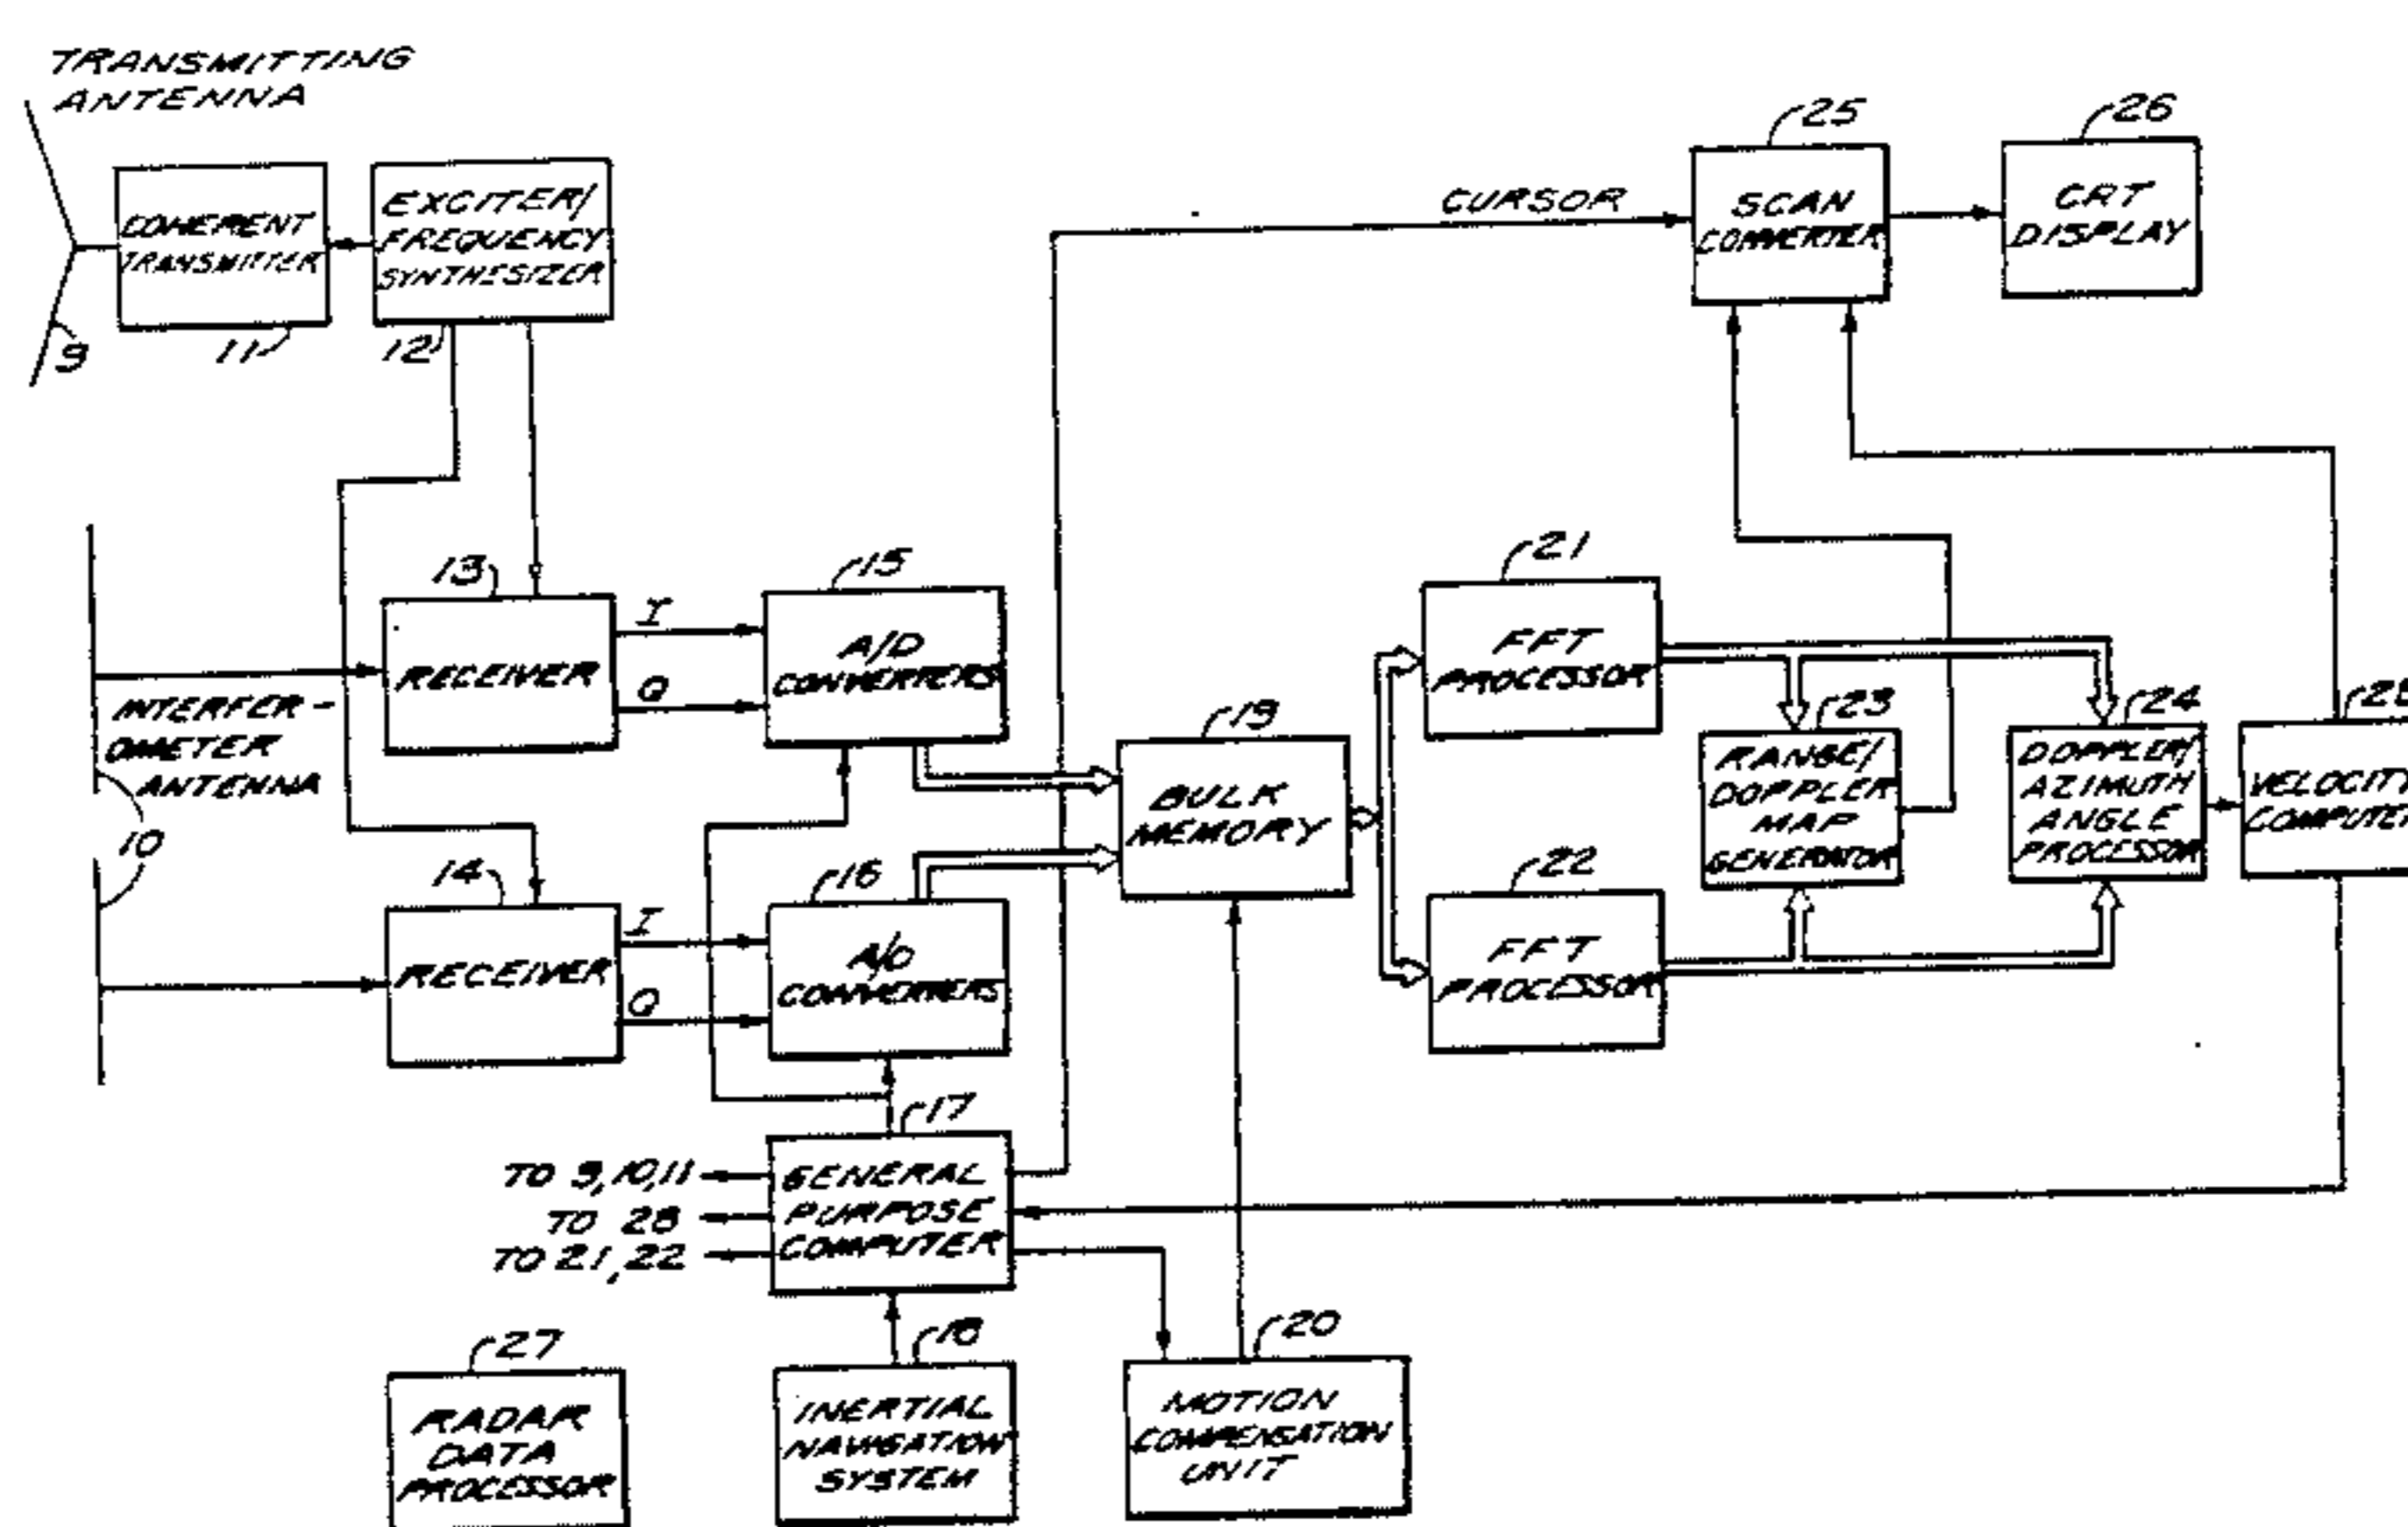 TRANSMITTING
ANTENNA
COHERENT
TRANSMITTER
11
9
EXCITER/
FREQUENCY
SYNTHESIZER
12
CURSOR
25
SCAN
CONVERTER
26
CRT
DISPLAY
13
RECEIVER
I
Q
15
A/D
CONVERTERS
INTERFER-
OMETER
ANTENNA
10
14
RECEIVER
I
Q
16
A/D
CONVERTERS
19
BULK
MEMORY
21
FFT
PROCESSOR
22
FFT
PROCESSOR
23
RANGE/
DOPPLER
MAP
GENERATOR
24
DOPPLER/
AZIMUTH
ANGLE
PROCESSOR
VELOCITY
COMPUTER
17
GENERAL
PURPOSE
COMPUTER
TO 9,10,11
TO 28
TO 21,22
27
RADAR
DATA
PROCESSOR
18
INERTIAL
NAVIGATION
SYSTEM
20
MOTION
COMPENSATION
UNIT